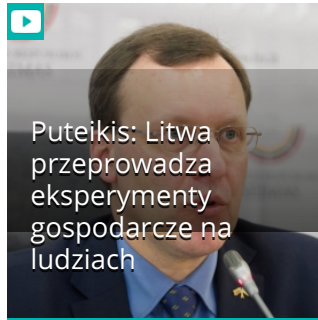 Puteikis: Litwa
przeprowadza
eksperymenty
gospodarcze na
ludziach